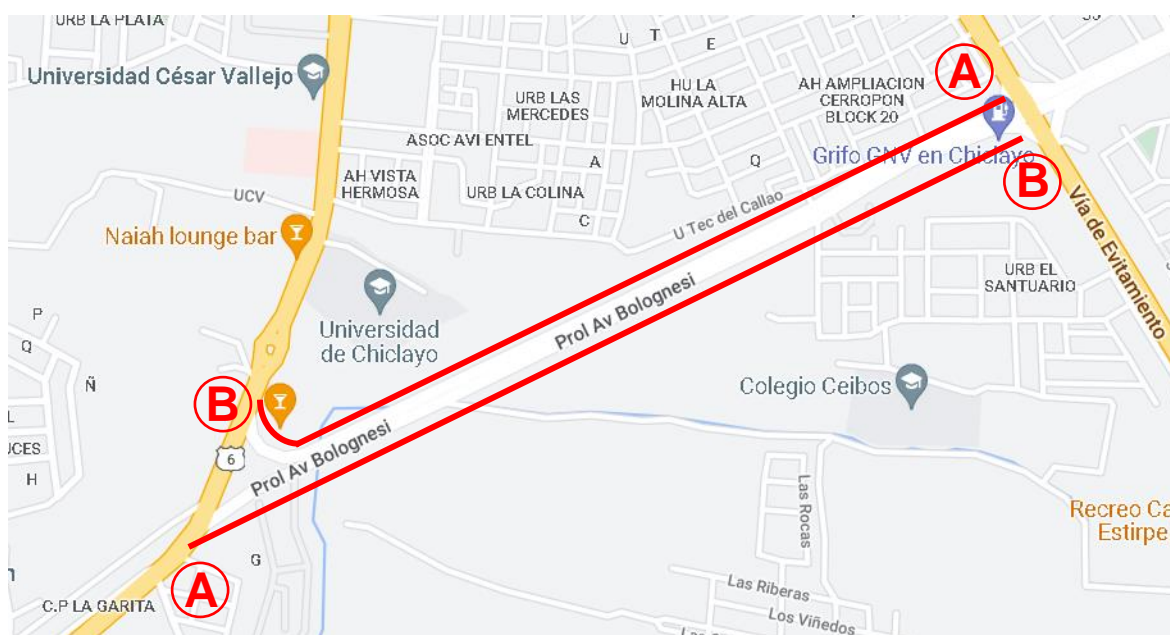 URB LA PLATA
Universidad César Vallejo
U T E
HU LA
MOLINA ALTA
AH AMPLIACION
CERROPON
BLOCK 20
A
URB LAS
MERCEDES
ASOC AVI ENTEL
A
Q
Grifo GNV en Chiclayo
B
AH VISTA
HERMOSA
URB LA COLINA
UCV
C
U Tec del Callao
Vía de Evitamiento
Naiah lounge bar
URB EL
SANTUARIO
Prol Av Bolognesi
P
Q
Universidad
de Chiclayo
Ñ
Colegio Ceibos
B
L
UCES
H
6
Prol Av Bolognesi
Las Rocas
Recreo Ca
Estirpe
G
A
C.P LA GARITA
Las Riberas
Los Viñedos